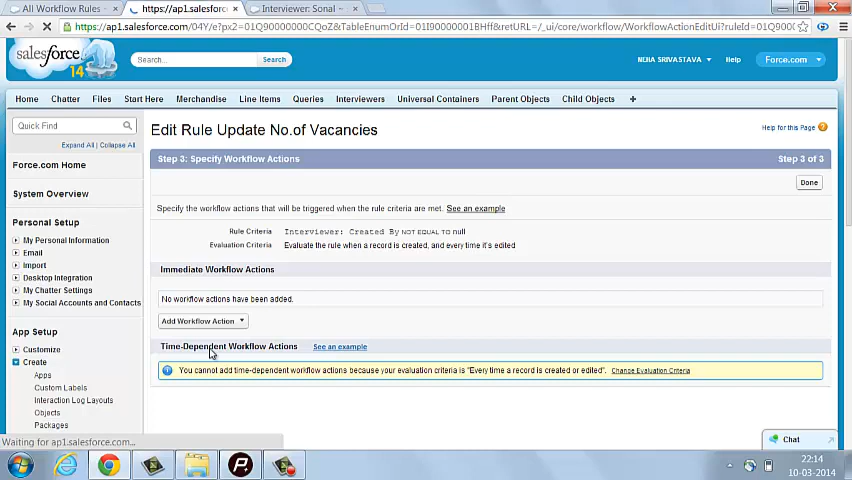 All Workflow Rules ~
https://ap1.salesforce
Interviewer: Sonal ~
https://ap1.salesforce.com/04Y/e?px2=01Q90000000CQoA&TableEnumOrId=01I90000001BHff&retURL=/_ui/core/workflow/WorkflowActionEditUi?ruleId=01Q900
salesforce
14
Search...
Search
NEHA SRIVASTAVA
Help
Force.com
Home
Chatter
Files
Start Here
Merchandise
Line Items
Queries
Interviewers
Universal Containers
Parent Objects
Child Objects
+
Quick Find
Expand All | Collapse All
Force.com Home
System Overview
Personal Setup
My Personal Information
Email
Import
Desktop Integration
My Chatter Settings
My Social Accounts and Contacts
App Setup
Customize
Create
Apps
Custom Labels
Interaction Log Layouts
Objects
Packages
Edit Rule Update No.of Vacancies
Help for this Page
Step 3: Specify Workflow Actions
Step 3 of 3
Done
Specify the workflow actions that will be triggered when the rule criteria are met. See an example
Rule Criteria Interviewer: Created By NOT EQUAL TO null
Evaluation Criteria Evaluate the rule when a record is created, and every time it's edited
Immediate Workflow Actions
No workflow actions have been added.
Add Workflow Action
Time-Dependent Workflow Actions See an example
You cannot add time-dependent workflow actions because your evaluation criteria is "Every time a record is created or edited". Change Evaluation Criteria
Waiting for ap1.salesforce.com...
Chat
22:14
10-03-2014